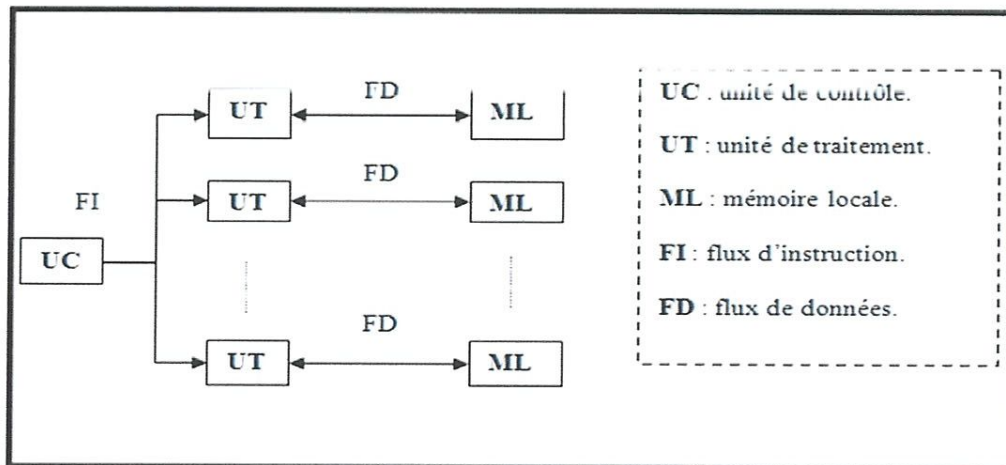 FD
UT
ML
FD
FI
UT
ML
UC
FD
UT
ML
UC : unité de contrôle.
UT : unité de traitement.
ML : mémoire locale.
FI : flux d'instruction.
FD : flux de données.